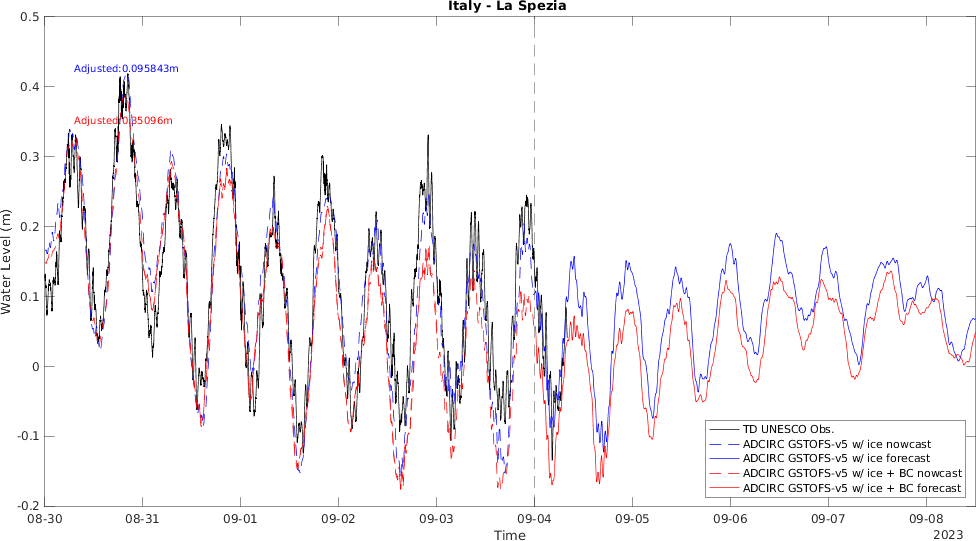 Italy - La Spezia
0.5
0.4
0.3
0.2
0.1
0
-0.1
-0.2
Water Level (m)
Adjusted:0.095843m
Adjusted:0.35096m
TD UNESCO Obs.
ADCIRC GSTOFS-v5 w/ ice nowcast
ADCIRC GSTOFS-v5 w/ ice forecast
ADCIRC GSTOFS-v5 w/ ice + BC nowcast
ADCIRC GSTOFS-v5 w/ ice + BC forecast
08-30 08-31 09-01 09-02 09-03 09-04 09-05 09-06 09-07 09-08
Time
2023